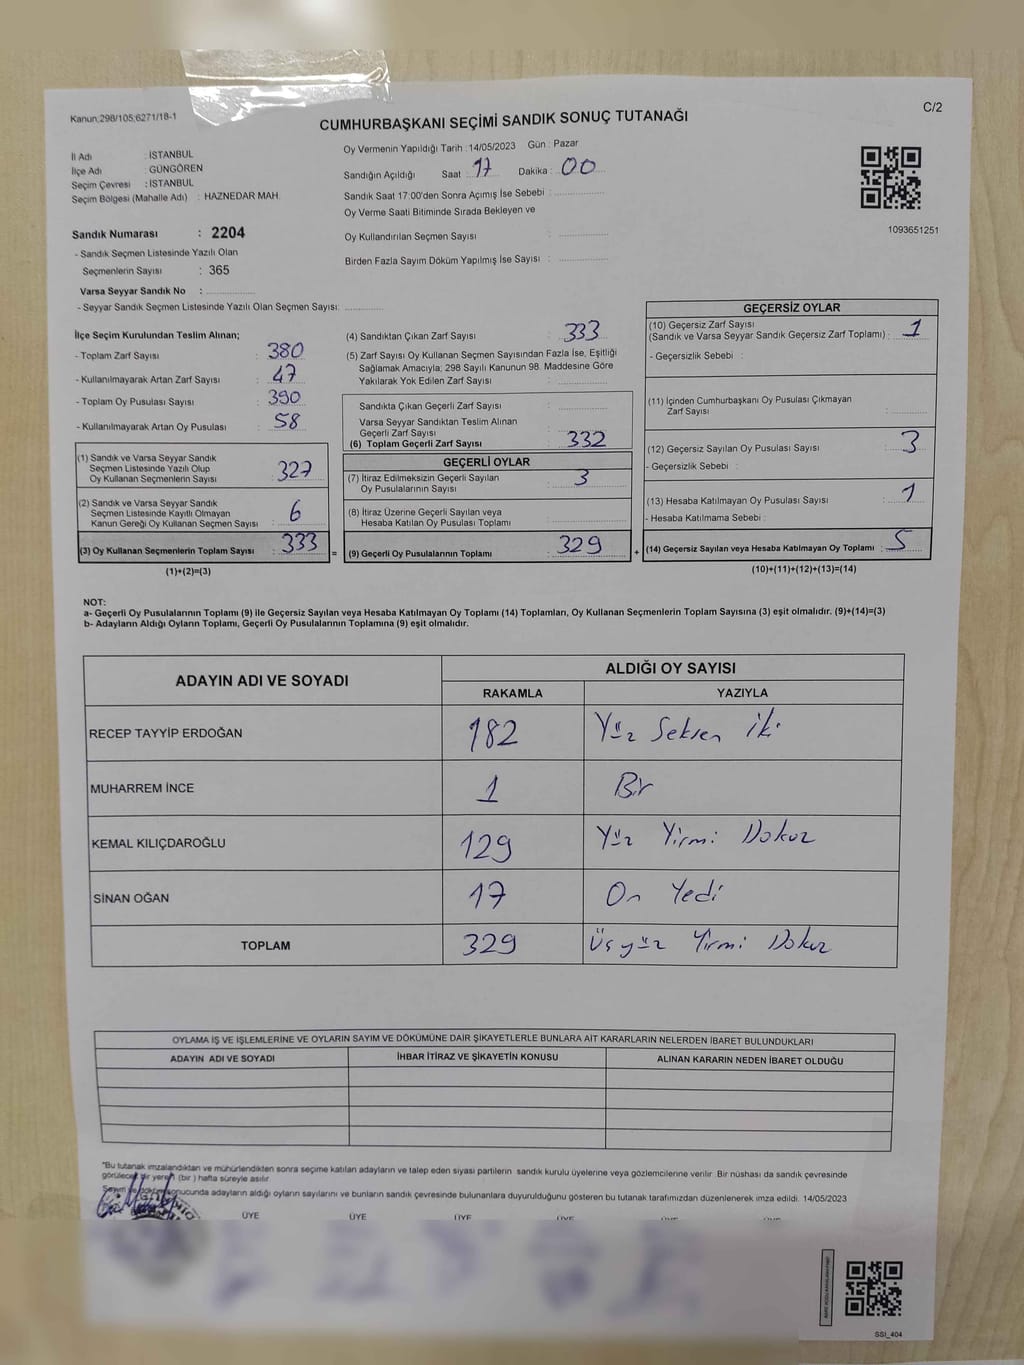 Kanun;298/105;6271/18-1
C/2
CUMHURBAŞKANI SEÇİMİ SANDIK SONUÇ TUTANAĞI
İl Adı : İSTANBUL
İlçe Adı : GÜNGÖREN
Seçim Çevresi : İSTANBUL
Seçim Bölgesi (Mahalle Adı) : HAZNEDAR MAH.
Oy Vermenin Yapıldığı Tarih : 14/05/2023 Gün : Pazar
Sandığın Açıldığı Saat : 17 Dakika : 00
Sandık Saat 17:00'den Sonra Açımış İse Sebebi :
Oy Verme Saati Bitiminde Sırada Bekleyen ve
Oy Kullandırılan Seçmen Sayısı :
Birden Fazla Sayım Döküm Yapılmış İse Sayısı :
1093651251
Sandık Numarası : 2204
- Sandık Seçmen Listesinde Yazılı Olan
Seçmenlerin Sayısı : 365
Varsa Seyyar Sandık No :
- Seyyar Sandık Seçmen Listesinde Yazılı Olan Seçmen Sayısı:
İlçe Seçim Kurulundan Teslim Alınan;
- Toplam Zarf Sayısı : 380
- Kullanılmayarak Artan Zarf Sayısı : 47
- Toplam Oy Pusulası Sayısı : 390
- Kullanılmayarak Artan Oy Pusulası : 58
(1) Sandık ve Varsa Seyyar Sandık
Seçmen Listesinde Yazılı Olup
Oy Kullanan Seçmenlerin Sayısı : 327
(2) Sandık ve Varsa Seyyar Sandık
Seçmen Listesinde Kayıtlı Olmayan
Kanun Gereği Oy Kullanan Seçmen Sayısı : 6
(3) Oy Kullanan Seçmenlerin Toplam Sayısı : 333
(1)+(2)=(3)
=
(4) Sandıktan Çıkan Zarf Sayısı : 333
(5) Zarf Sayısı Oy Kullanan Seçmen Sayısından Fazla İse, Eşitliği
Sağlamak Amacıyla; 298 Sayılı Kanunun 98. Maddesine Göre
Yakılarak Yok Edilen Zarf Sayısı :
Sandıkta Çıkan Geçerli Zarf Sayısı :
Varsa Seyyar Sandıktan Teslim Alınan
Geçerli Zarf Sayısı :
(6) Toplam Geçerli Zarf Sayısı : 332
GEÇERLİ OYLAR
(7) İtiraz Edilmeksizin Geçerli Sayılan
Oy Pusulalarının Sayısı : 3
(8) İtiraz Üzerine Geçerli Sayılan veya
Hesaba Katılan Oy Pusulası Toplamı :
(9) Geçerli Oy Pusulalarının Toplamı : 329
+
GEÇERSİZ OYLAR
(10) Geçersiz Zarf Sayısı
(Sandık ve Varsa Seyyar Sandık Geçersiz Zarf Toplamı) : 1
- Geçersizlik Sebebi :
(11) İçinden Cumhurbaşkanı Oy Pusulası Çıkmayan
Zarf Sayısı :
(12) Geçersiz Sayılan Oy Pusulası Sayısı : 3
- Geçersizlik Sebebi :
(13) Hesaba Katılmayan Oy Pusulası Sayısı : 1
- Hesaba Katılmama Sebebi :
(14) Geçersiz Sayılan veya Hesaba Katılmayan Oy Toplamı : 5
(10)+(11)+(12)+(13)=(14)
NOT:
a- Geçerli Oy Pusulalarının Toplamı (9) ile Geçersiz Sayılan veya Hesaba Katılmayan Oy Toplamı (14) Toplamları, Oy Kullanan Seçmenlerin Toplam Sayısına (3) eşit olmalıdır. (9)+(14)=(3)
b- Adayların Aldığı Oyların Toplamı, Geçerli Oy Pusulalarının Toplamına (9) eşit olmalıdır.
ADAYIN ADI VE SOYADI
ALDIĞI OY SAYISI
RAKAMLA YAZIYLA
RECEP TAYYİP ERDOĞAN 182 Yüz Seksen İki
MUHARREM İNCE 1 Bir
KEMAL KILIÇDAROĞLU 129 Yüz Yirmi Dokuz
SİNAN OĞAN 17 On Yedi
TOPLAM 329 Üçyüz Yirmi Dokuz
OYLAMA İŞ VE İŞLEMLERİNE VE OYLARIN SAYIM VE DÖKÜMÜNE DAİR ŞİKAYETLERLE BUNLARA AİT KARARLARIN NELERDEN İBARET BULUNDUKLARI
ADAYIN ADI VE SOYADI İHBAR İTİRAZ VE ŞİKAYETİN KONUSU ALINAN KARARIN NEDEN İBARET OLDUĞU
*Bu tutanak imzalandıktan ve mühürlendikten sonra seçime katılan adayların ve talep eden siyasi partilerin sandık kurulu üyelerine veya gözlemcilerine verilir. Bir nüshası da sandık çevresinde
görülecek bir yere (bir) hafta süreyle asılır
Sayım ve döküm sonucunda adayların aldığı oyların sayılarını ve bunların sandık çevresinde bulunanlara duyurulduğunu gösteren bu tutanak tarafımızdan düzenlenerek imza edildi. 14/05/2023
ÜYE ÜYE ÜYE ÜYE
SSI_404